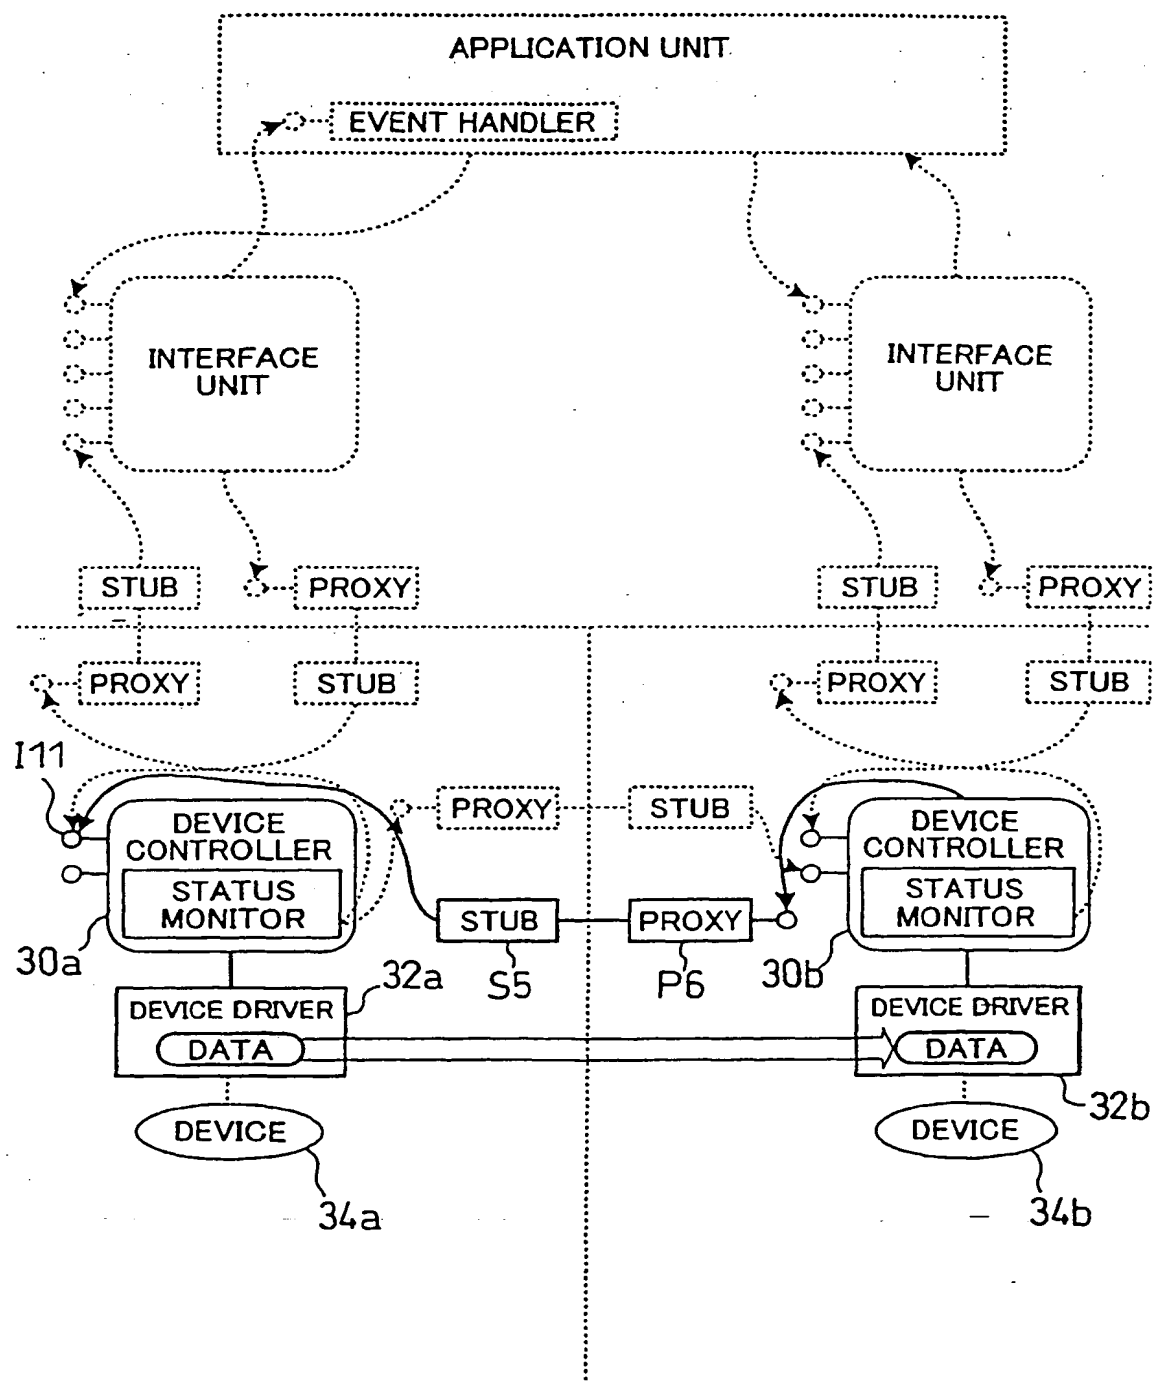 APPLICATION UNIT
EVENT HANDLER
INTERFACE
UNIT
INTERFACE
UNIT
STUB
PROXY
STUB
PROXY
PROXY
STUB
PROXY
STUB
I11
PROXY
STUB
DEVICE
CONTROLLER
STATUS
MONITOR
DEVICE
CONTROLLER
STATUS
MONITOR
STUB
PROXY
30a
32a
S5
P6
30b
DEVICE DRIVER
DATA
DEVICE DRIVER
DATA
32b
DEVICE
DEVICE
34a
34b